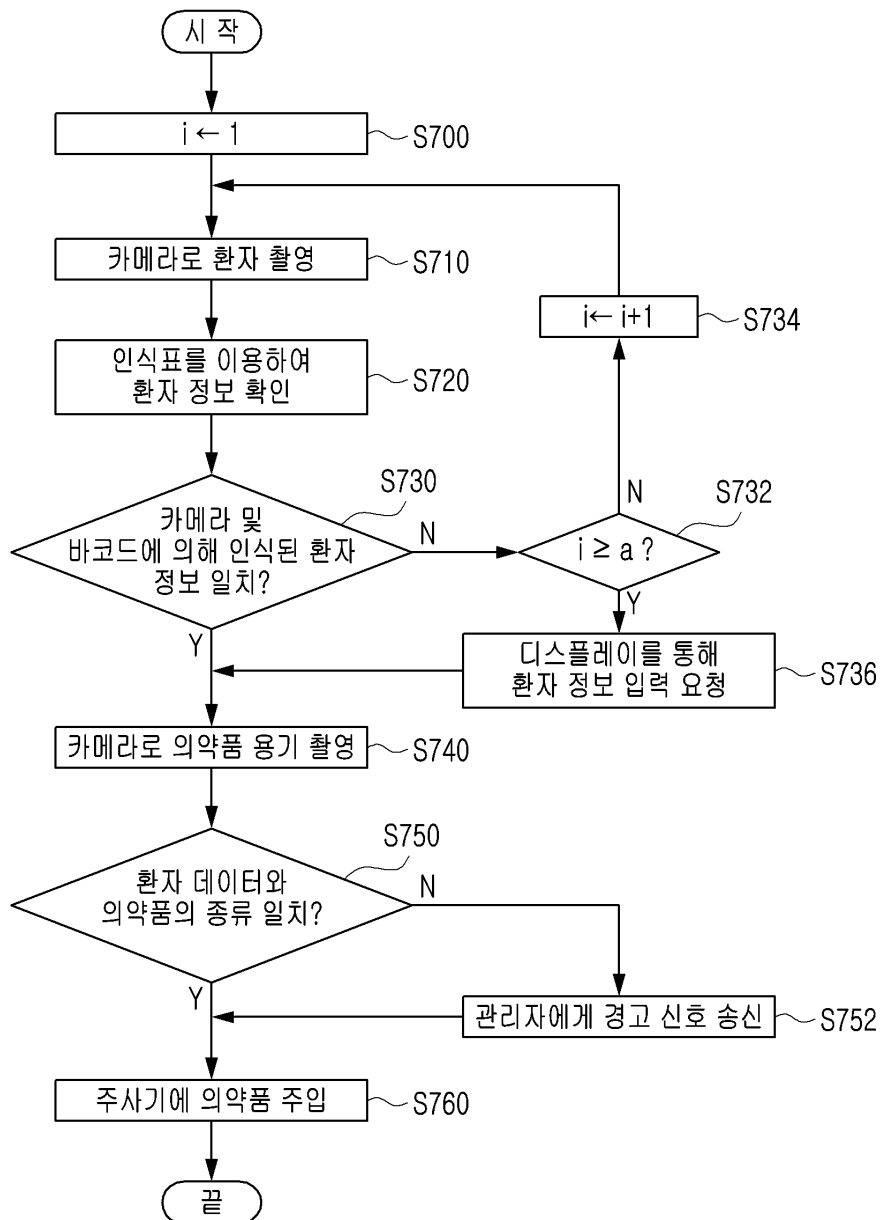 시 작
i ← 1
S700
카메라로 환자 촬영
S710
i← i+1
S734
인식표를 이용하여
환자 정보 확인
S720
S730
카메라 및
바코드에 의해 인식된 환자
정보 일치?
N
N
S732
i ≥ a ?
Y
Y
디스플레이를 통해
환자 정보 입력 요청
S736
카메라로 의약품 용기 촬영
S740
S750
환자 데이터와
의약품의 종류 일치?
N
Y
관리자에게 경고 신호 송신
S752
주사기에 의약품 주입
S760
끝